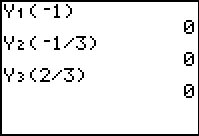 Y₁(-1)
0
Y₂(-1/3)
0
Y₃(2/3)
0